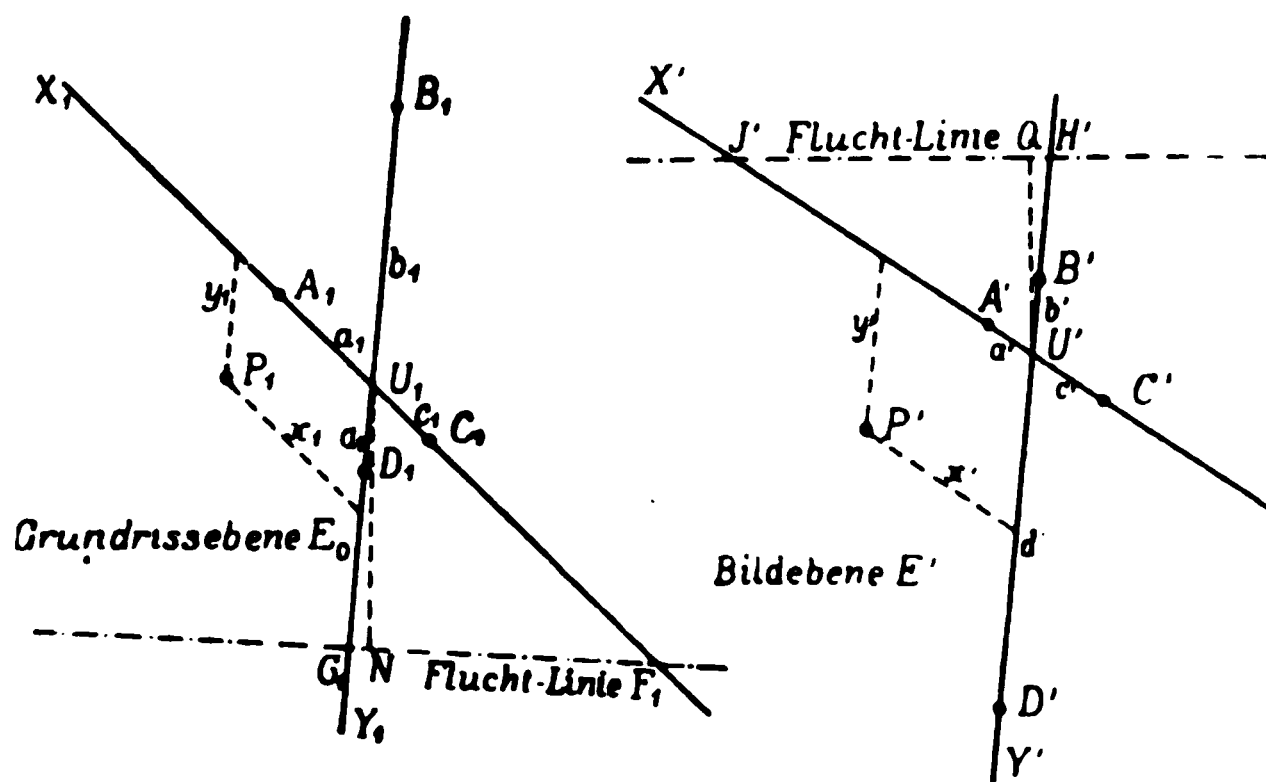 X₁
B₁
b₁
y₁
A₁
a₁
P₁
U₁
x₁
c₁
C₁
D₁
Grundrissebene E₀
G₁ N Flucht-Linie F₁
Y₁
X'
J' Flucht-Linie Q H'
B'
A'
b'
y'
a'
U'
c'
C'
P'
x'
d
Bildebene E'
D'
Y'